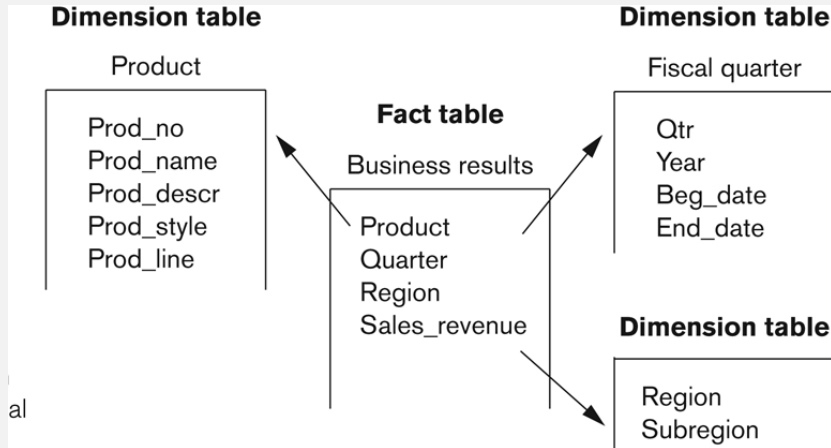 Dimension table
Product
Prod_no
Prod_name
Prod_descr
Prod_style
Prod_line
Fact table
Business results
Product
Quarter
Region
Sales_revenue
Dimension table
Fiscal quarter
Qtr
Year
Beg_date
End_date
Dimension table
Region
Subregion
al